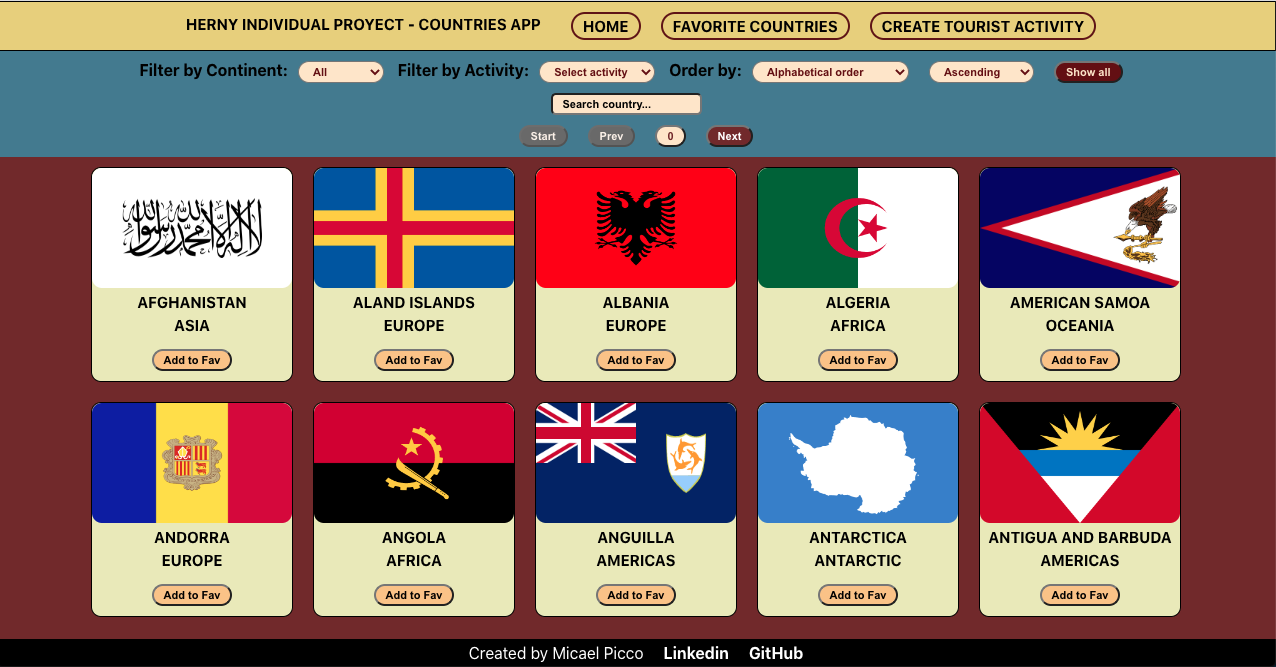 HERNY INDIVIDUAL PROYECT - COUNTRIES APP HOME FAVORITE COUNTRIES CREATE TOURIST ACTIVITY
Filter by Continent: All Filter by Activity: Select activity Order by: Alphabetical order Ascending Show all
Search country...
Start Prev 0 Next
لا إله إلا الله محمد رسول الله
AFGHANISTAN ALAND ISLANDS ALBANIA ALGERIA AMERICAN SAMOA
ASIA EUROPE EUROPE AFRICA OCEANIA
Add to Fav Add to Fav Add to Fav Add to Fav Add to Fav
ANDORRA ANGOLA ANGUILLA ANTARCTICA ANTIGUA AND BARBUDA
EUROPE AFRICA AMERICAS ANTARCTIC AMERICAS
Add to Fav Add to Fav Add to Fav Add to Fav Add to Fav
Created by Micael Picco Linkedin GitHub